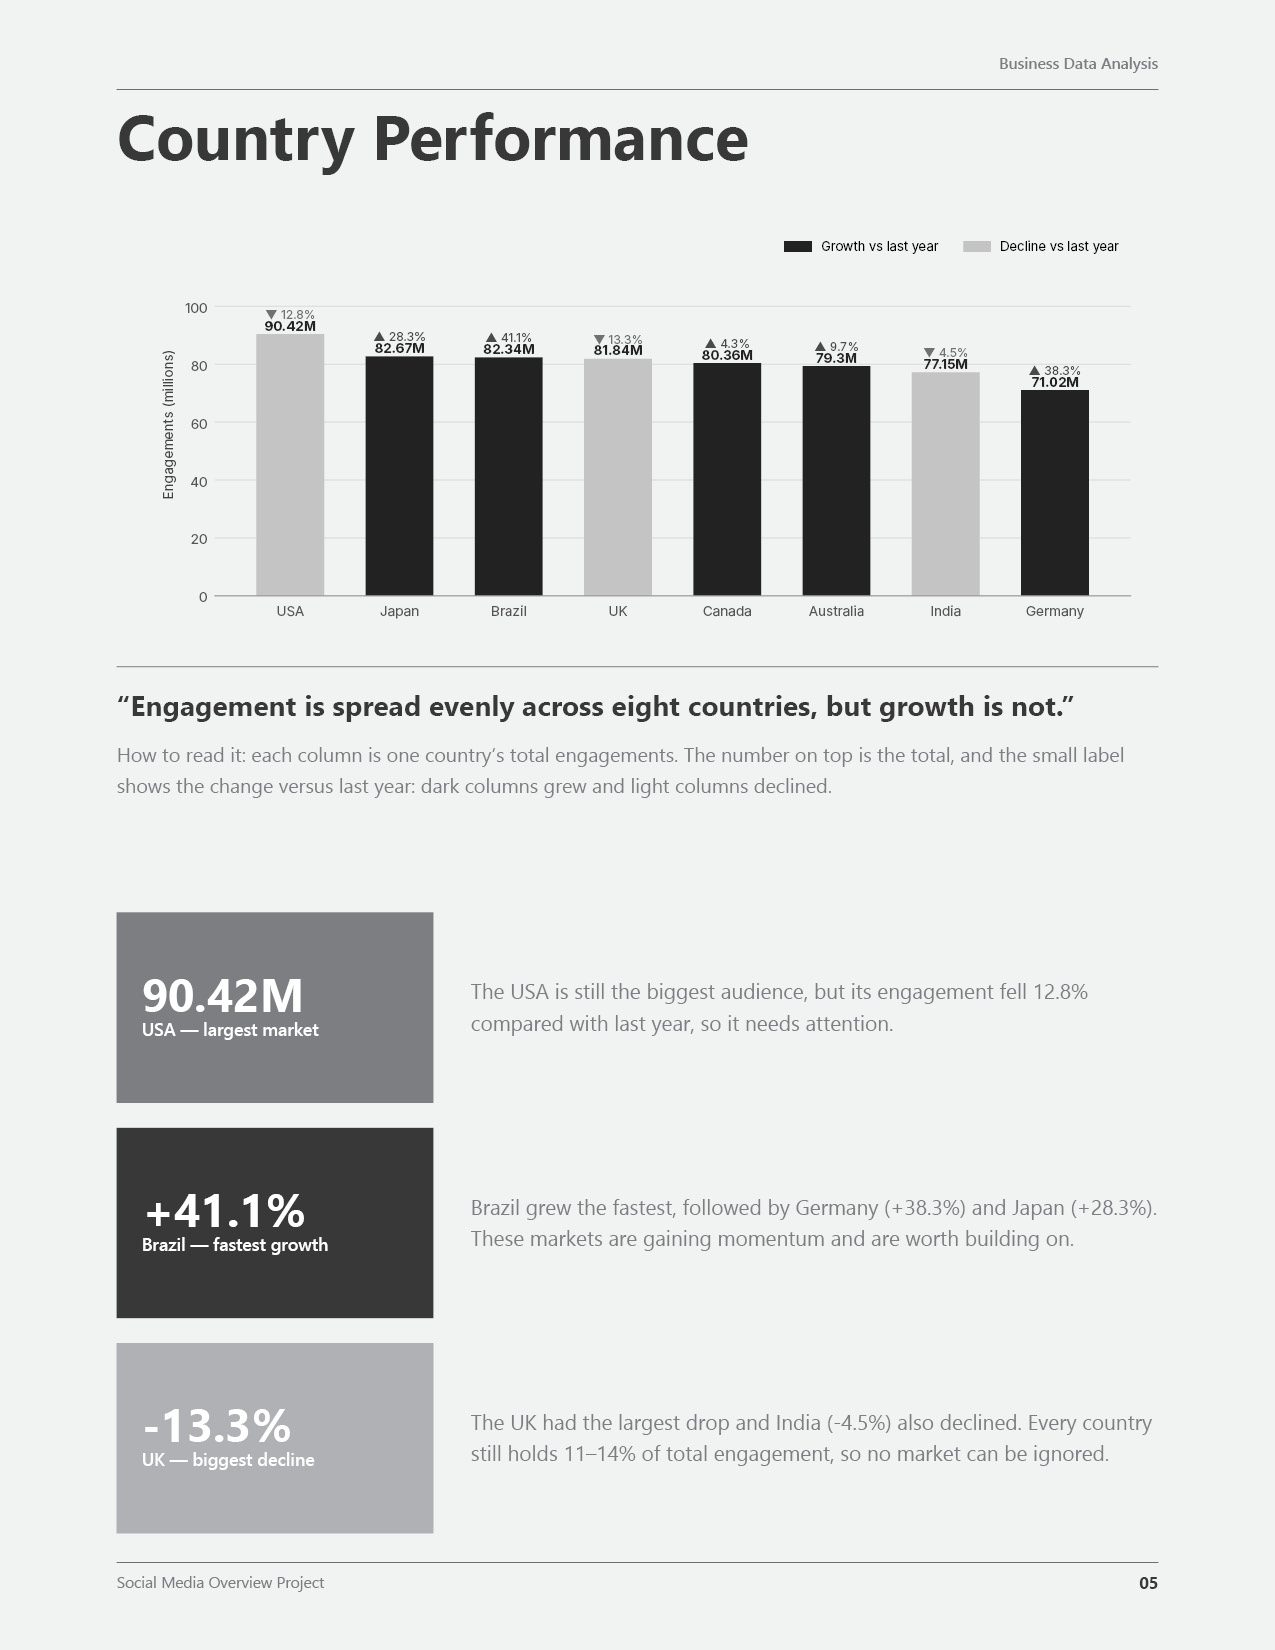 Business Data Analysis
Country Performance
Growth vs last year
Decline vs last year
Engagements (millions)
100
80
60
40
20
0
▼ 12.8%
90.42M
▲ 28.3%
82.67M
▲ 41.1%
82.34M
▼ 13.3%
81.84M
▲ 4.3%
80.36M
▲ 9.7%
79.3M
▼ 4.5%
77.15M
▲ 38.3%
71.02M
USA
Japan
Brazil
UK
Canada
Australia
India
Germany
“Engagement is spread evenly across eight countries, but growth is not.”
How to read it: each column is one country’s total engagements. The number on top is the total, and the small label
shows the change versus last year: dark columns grew and light columns declined.
90.42M
USA — largest market
The USA is still the biggest audience, but its engagement fell 12.8%
compared with last year, so it needs attention.
+41.1%
Brazil — fastest growth
Brazil grew the fastest, followed by Germany (+38.3%) and Japan (+28.3%).
These markets are gaining momentum and are worth building on.
-13.3%
UK — biggest decline
The UK had the largest drop and India (-4.5%) also declined. Every country
still holds 11–14% of total engagement, so no market can be ignored.
Social Media Overview Project
05